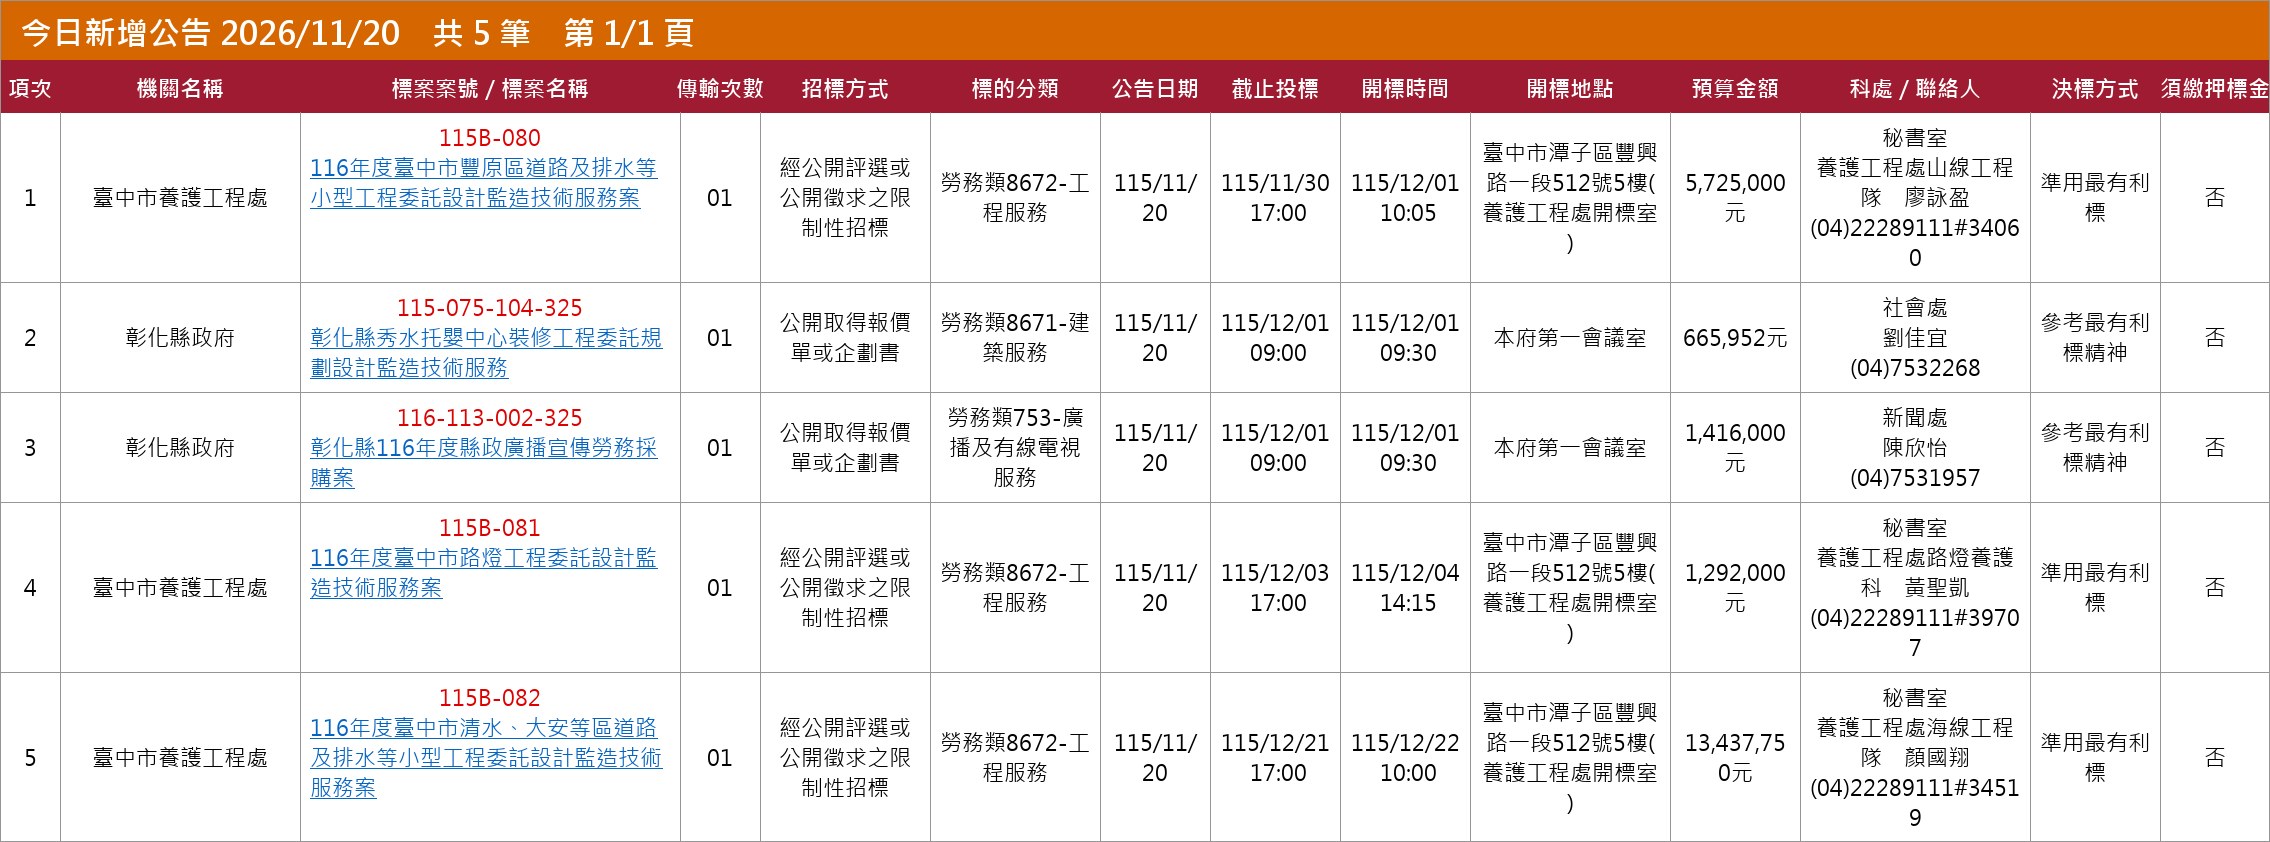 今日新增公告 2026/11/20　共 5 筆　第 1/1 頁
項次 機關名稱 標案案號 / 標案名稱 傳輸次數 招標方式 標的分類 公告日期 截止投標 開標時間 開標地點 預算金額 科處 / 聯絡人 決標方式 須繳押標金
1
臺中市養護工程處
115B-080
116年度臺中市豐原區道路及排水等
小型工程委託設計監造技術服務案
01
經公開評選或
公開徵求之限
制性招標
勞務類8672-工
程服務
115/11/
20
115/11/30
17:00
115/12/01
10:05
臺中市潭子區豐興
路一段512號5樓(
養護工程處開標室
)
5,725,000
元
秘書室
養護工程處山線工程
隊　廖詠盈
(04)22289111#3406
0
準用最有利
標
否
2
彰化縣政府
115-075-104-325
彰化縣秀水托嬰中心裝修工程委託規
劃設計監造技術服務
01
公開取得報價
單或企劃書
勞務類8671-建
築服務
115/11/
20
115/12/01
09:00
115/12/01
09:30
本府第一會議室
665,952元
社會處
劉佳宜
(04)7532268
參考最有利
標精神
否
3
彰化縣政府
116-113-002-325
彰化縣116年度縣政廣播宣傳勞務採
購案
01
公開取得報價
單或企劃書
勞務類753-廣
播及有線電視
服務
115/11/
20
115/12/01
09:00
115/12/01
09:30
本府第一會議室
1,416,000
元
新聞處
陳欣怡
(04)7531957
參考最有利
標精神
否
4
臺中市養護工程處
115B-081
116年度臺中市路燈工程委託設計監
造技術服務案
01
經公開評選或
公開徵求之限
制性招標
勞務類8672-工
程服務
115/11/
20
115/12/03
17:00
115/12/04
14:15
臺中市潭子區豐興
路一段512號5樓(
養護工程處開標室
)
1,292,000
元
秘書室
養護工程處路燈養護
科　黃聖凱
(04)22289111#3970
7
準用最有利
標
否
5
臺中市養護工程處
115B-082
116年度臺中市清水、大安等區道路
及排水等小型工程委託設計監造技術
服務案
01
經公開評選或
公開徵求之限
制性招標
勞務類8672-工
程服務
115/11/
20
115/12/21
17:00
115/12/22
10:00
臺中市潭子區豐興
路一段512號5樓(
養護工程處開標室
)
13,437,75
0元
秘書室
養護工程處海線工程
隊　顏國翔
(04)22289111#3451
9
準用最有利
標
否